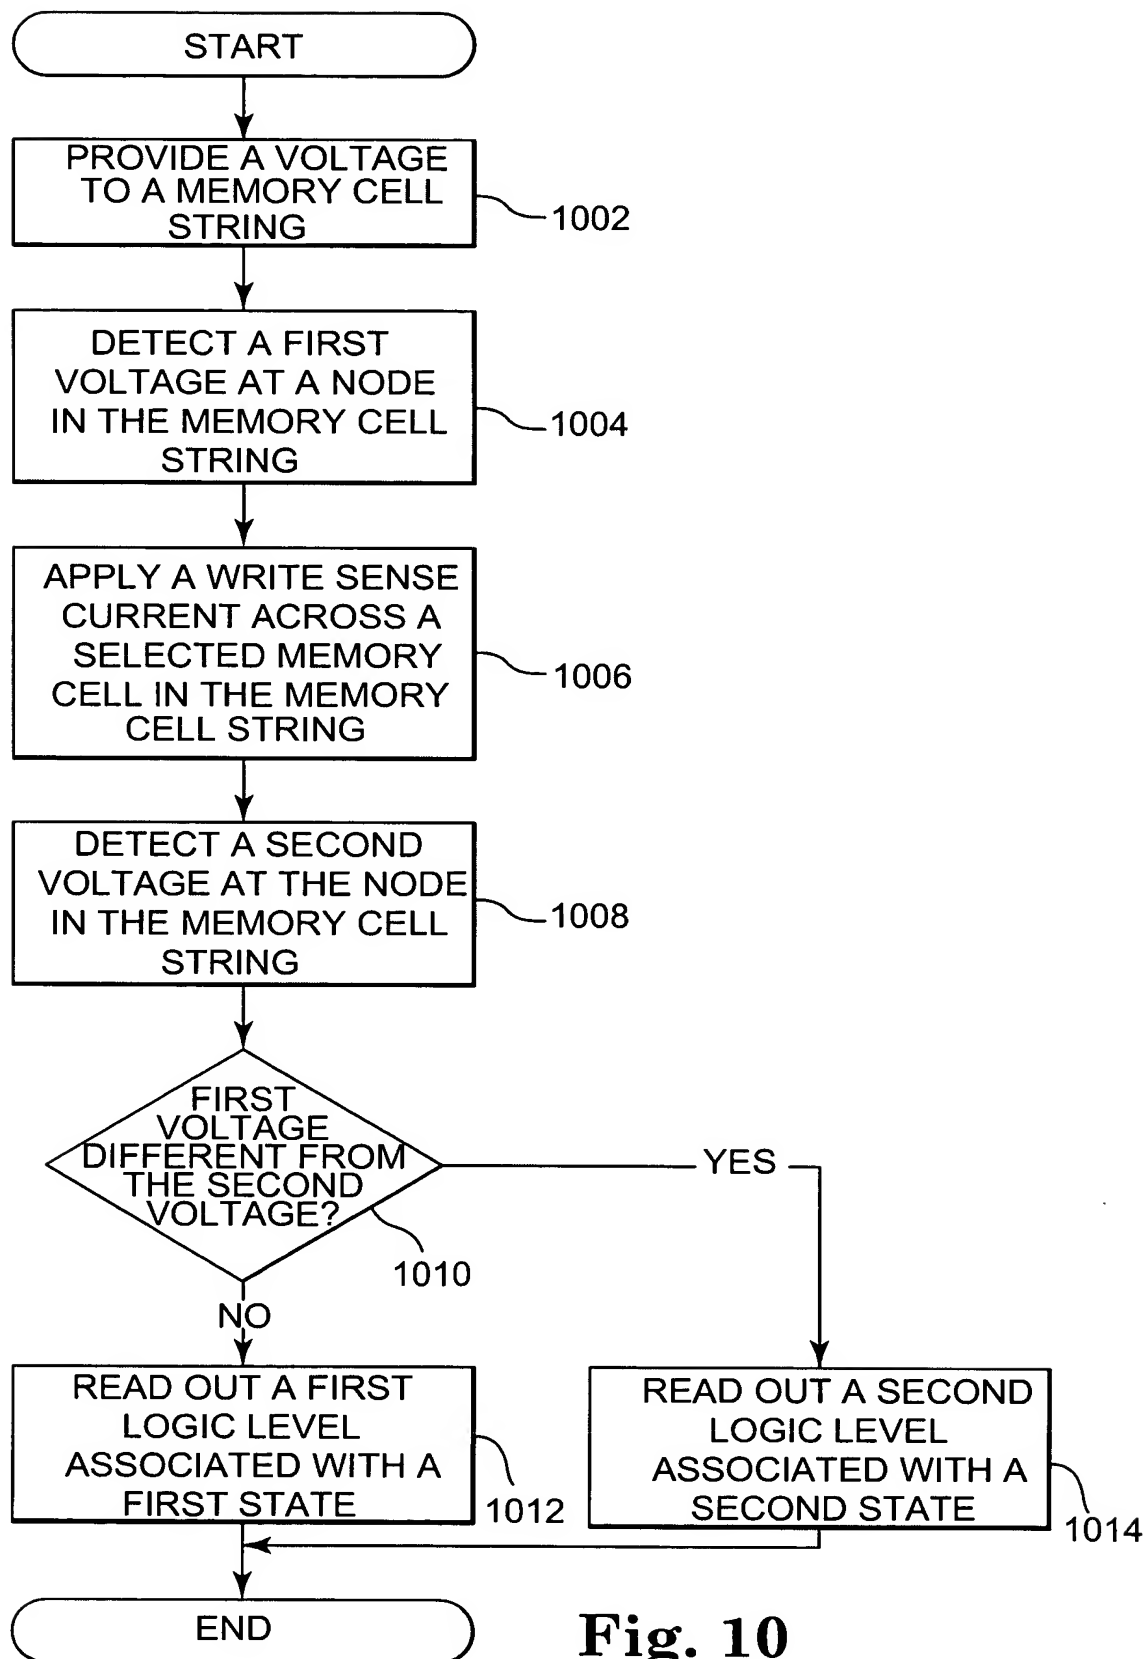 START
PROVIDE A VOLTAGE
TO A MEMORY CELL
STRING
1002
DETECT A FIRST
VOLTAGE AT A NODE
IN THE MEMORY CELL
STRING
1004
APPLY A WRITE SENSE
CURRENT ACROSS A
SELECTED MEMORY
CELL IN THE MEMORY
CELL STRING
1006
DETECT A SECOND
VOLTAGE AT THE NODE
IN THE MEMORY CELL
STRING
1008
FIRST
VOLTAGE
DIFFERENT FROM
THE SECOND
VOLTAGE?
1010
YES
NO
READ OUT A FIRST
LOGIC LEVEL
ASSOCIATED WITH A
FIRST STATE
1012
READ OUT A SECOND
LOGIC LEVEL
ASSOCIATED WITH A
SECOND STATE
1014
END
Fig. 10